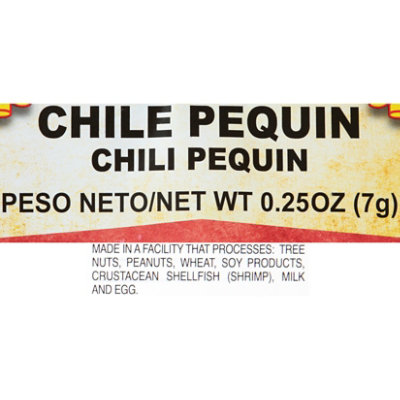 CHILE PEQUIN
CHILI PEQUIN
PESO NETO/NET WT 0.25OZ (7g)
MADE IN A FACILITY THAT PROCESSES: TREE
NUTS, PEANUTS, WHEAT, SOY PRODUCTS,
CRUSTACEAN SHELLFISH (SHRIMP), MILK
AND EGG.